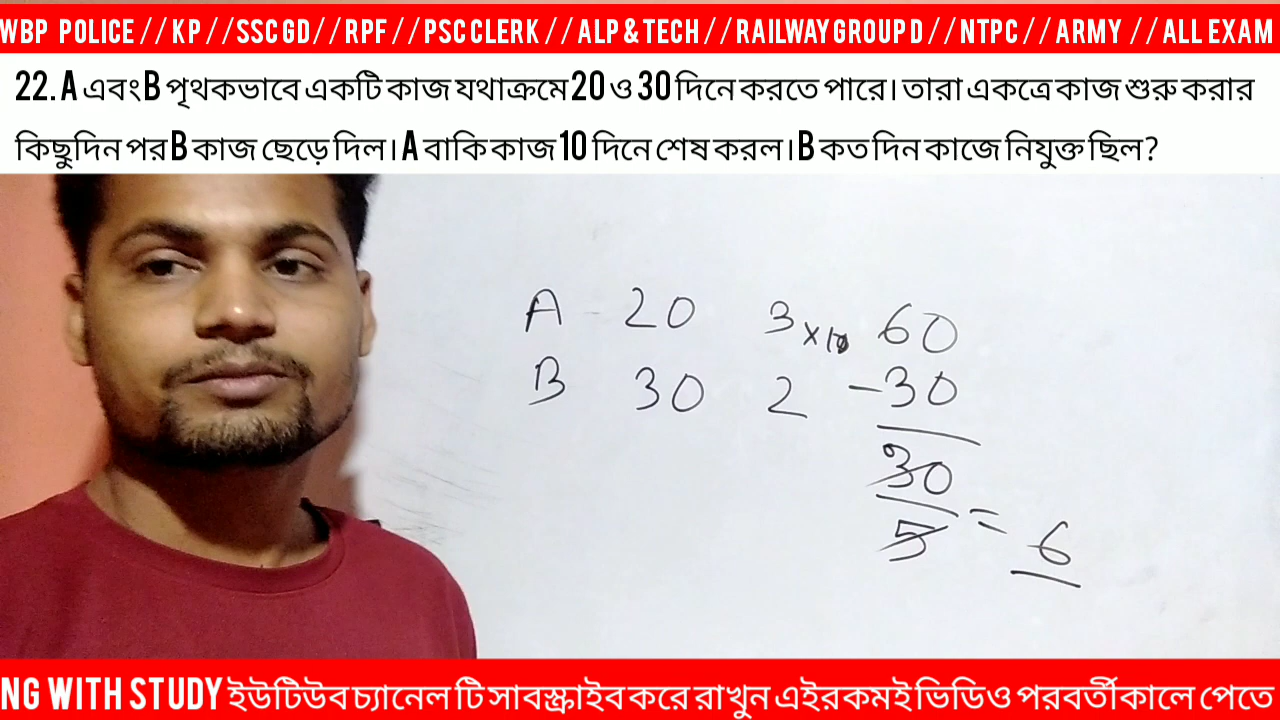 WBP POLICE // KP // SSC GD // RPF // PSC CLERK // ALP & TECH // RAILWAY GROUP D // NTPC // ARMY // ALL EXAM
22. A এবং B পৃথকভাবে একটি কাজ যথাক্রমে 20 ও 30 দিনে করতে পারে। তারা একত্রে কাজ শুরু করার
কিছুদিন পর B কাজ ছেড়ে দিল। A বাকি কাজ 10 দিনে শেষ করল। B কত দিন কাজে নিযুক্ত ছিল?
A - 20 3 x10 60
B 30 2 -30
30
5 = 6
NG WITH STUDY ইউটিউব চ্যানেল টি সাবস্ক্রাইব করে রাখুন এইরকমই ভিডিও পরবর্তীকালে পেতে